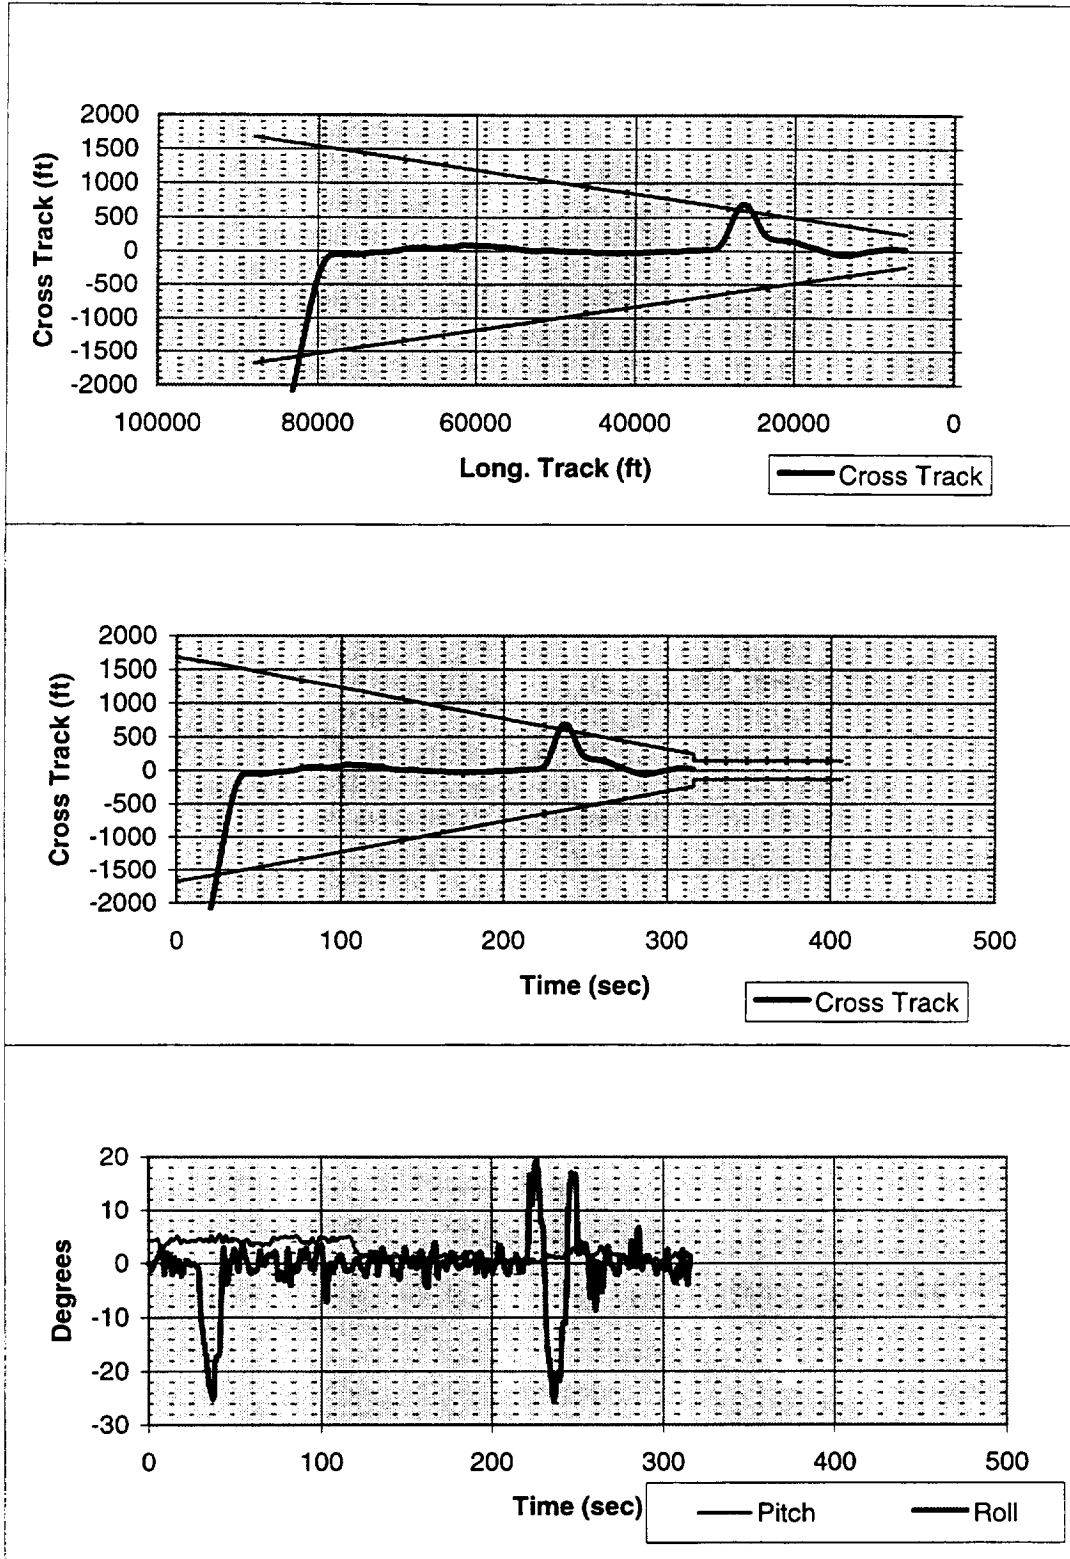 2000
1500
1000
500
0
-500
-1000
-1500
-2000
Cross Track (ft)
100000 80000 60000 40000 20000 0
Long. Track (ft)
Cross Track
2000
1500
1000
500
0
-500
-1000
-1500
-2000
Cross Track (ft)
0 100 200 300 400 500
Time (sec)
Cross Track
20
10
0
-10
-20
-30
Degrees
0 100 200 300 400 500
Time (sec)
Pitch Roll